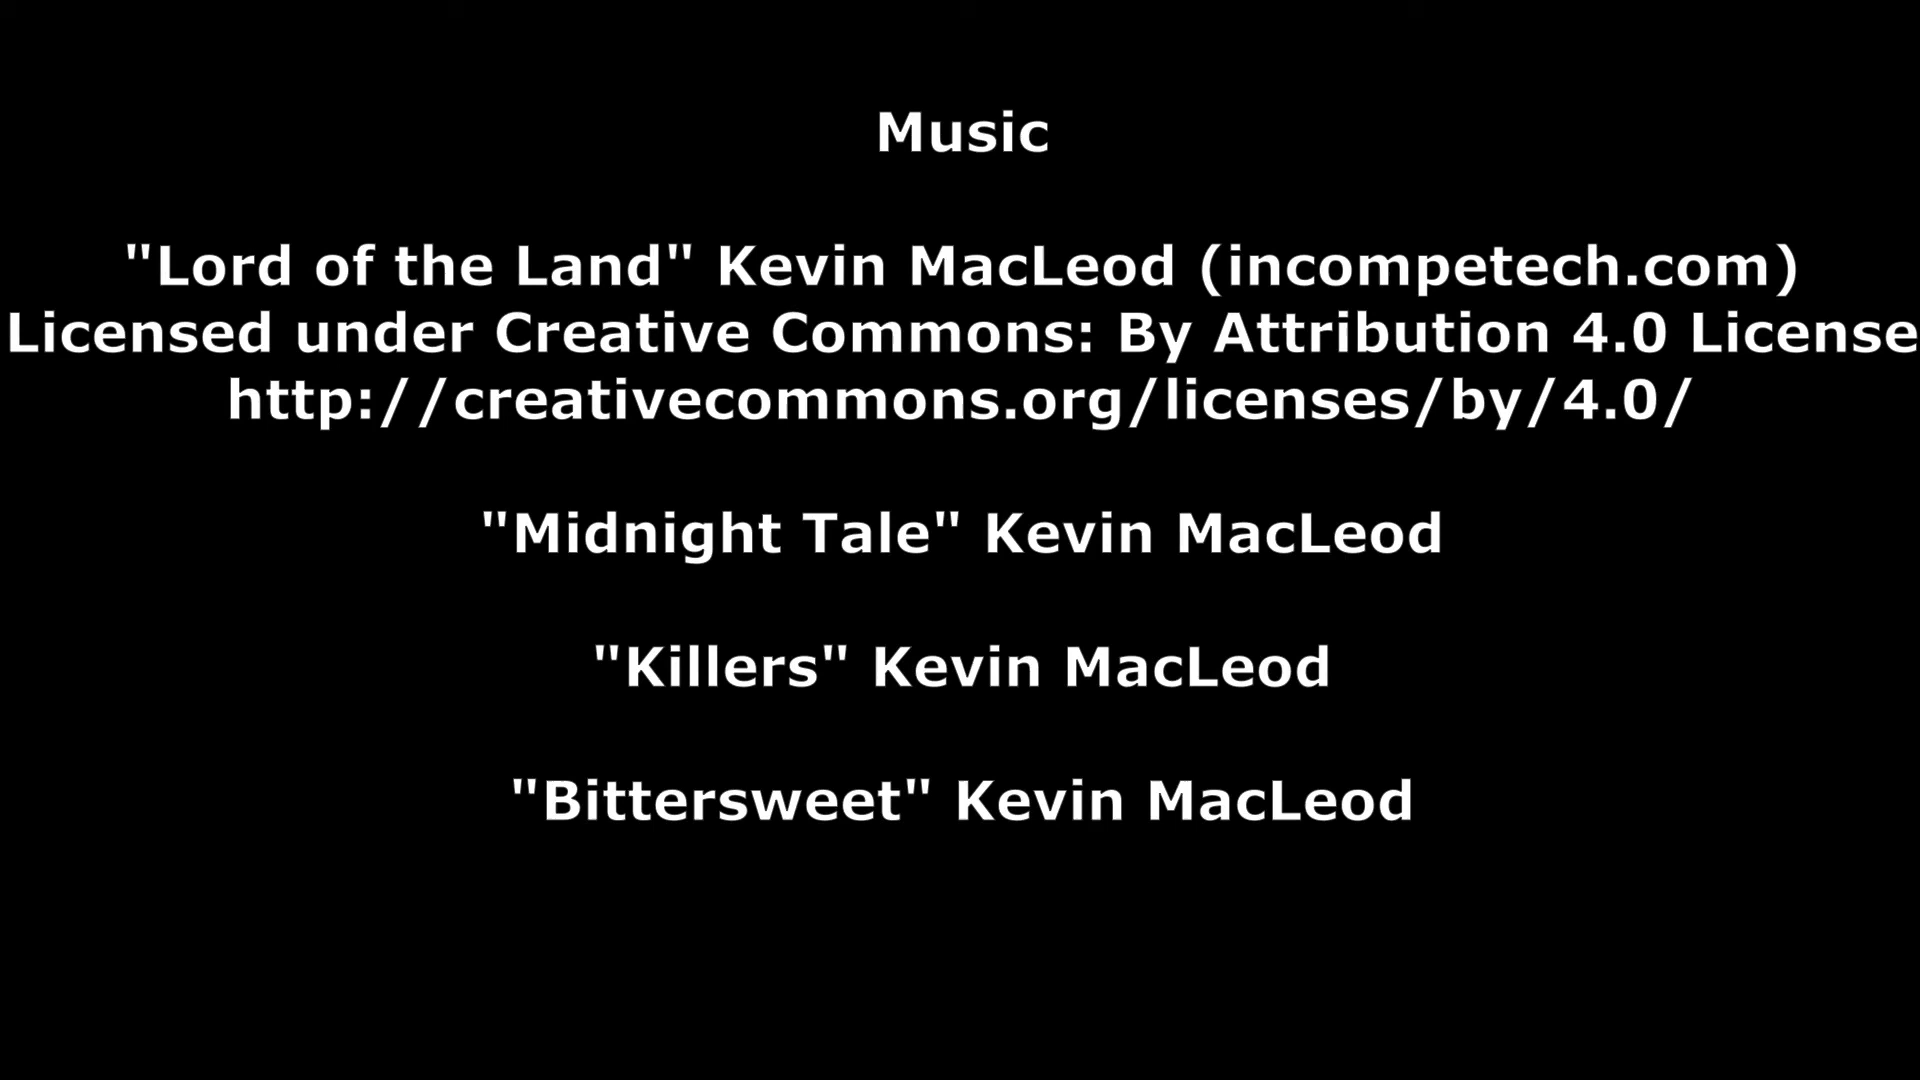 Music
"Lord of the Land" Kevin MacLeod (incompetech.com)
Licensed under Creative Commons: By Attribution 4.0 License
http://creativecommons.org/licenses/by/4.0/
"Midnight Tale" Kevin MacLeod
"Killers" Kevin MacLeod
"Bittersweet" Kevin MacLeod